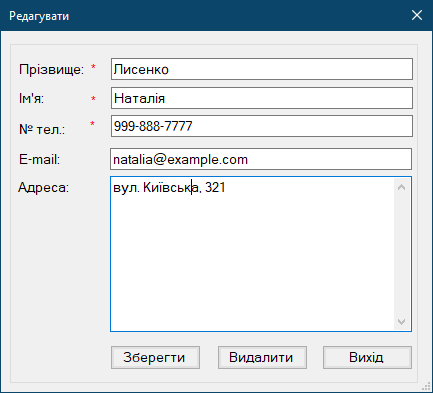 Редагувати
Прізвище: * Лисенко
Ім'я: * Наталія
№ тел.: * 999-888-7777
E-mail: natalia@example.com
Адреса: вул. Київська, 321
Зберегти Видалити Вихід